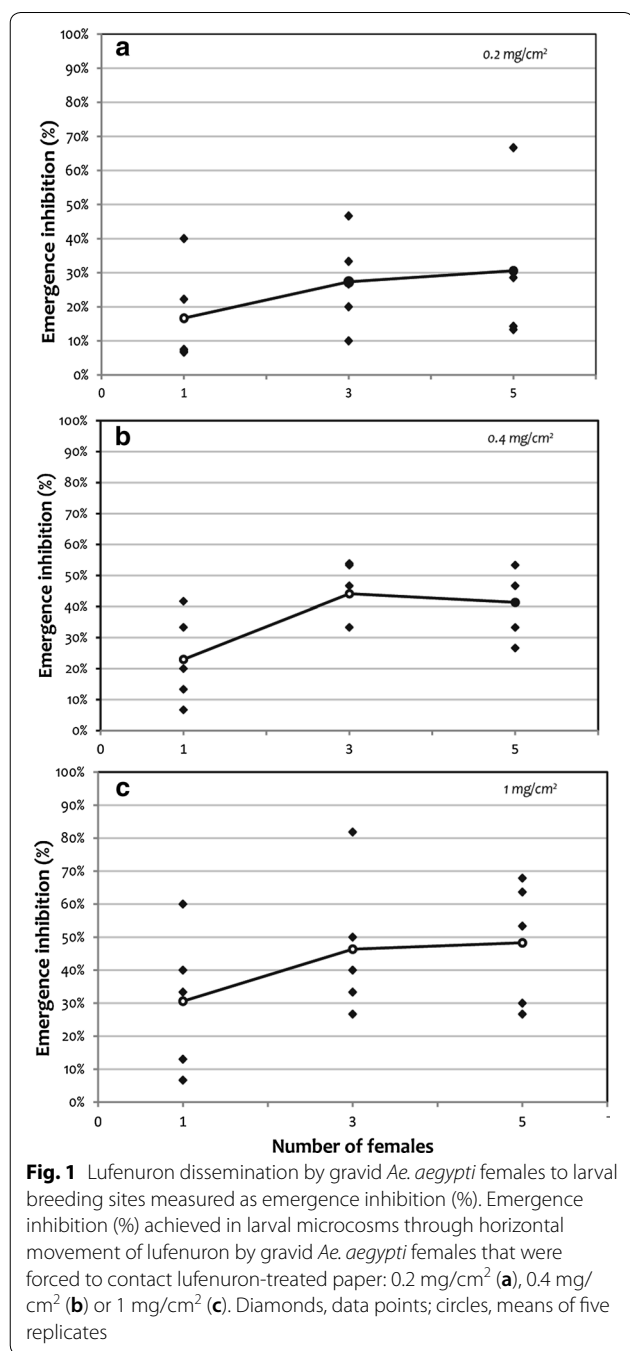 a
0.2 mg/cm²
100%
90%
80%
70%
60%
50%
40%
30%
20%
10%
0%
Emergence inhibition (%)
0 1 3 5
b
0.4 mg/cm²
100%
90%
80%
70%
60%
50%
40%
30%
20%
10%
0%
Emergence inhibition (%)
0 1 3 5
c
1 mg/cm²
100%
90%
80%
70%
60%
50%
40%
30%
20%
10%
0%
Emergence inhibition (%)
0 1 3 5
Number of females
Fig. 1 Lufenuron dissemination by gravid Ae. aegypti females to larval
breeding sites measured as emergence inhibition (%). Emergence
inhibition (%) achieved in larval microcosms through horizontal
movement of lufenuron by gravid Ae. aegypti females that were
forced to contact lufenuron-treated paper: 0.2 mg/cm² (a), 0.4 mg/
cm² (b) or 1 mg/cm² (c). Diamonds, data points; circles, means of five
replicates